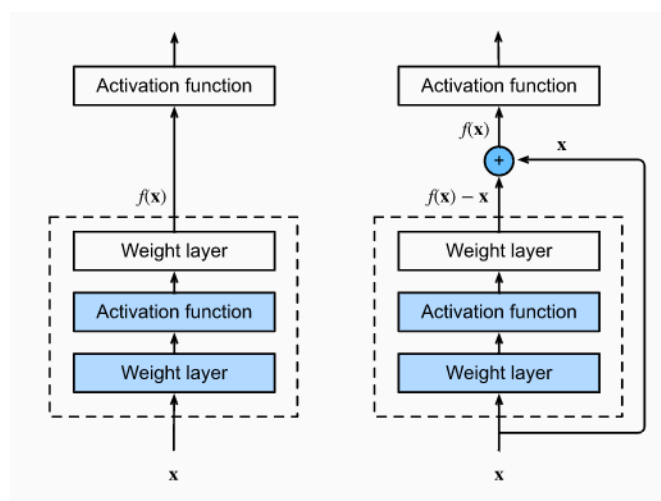 Activation function
f(x)
Weight layer
Activation function
Weight layer
x
Activation function
f(x)
x
+
f(x) − x
Weight layer
Activation function
Weight layer
x